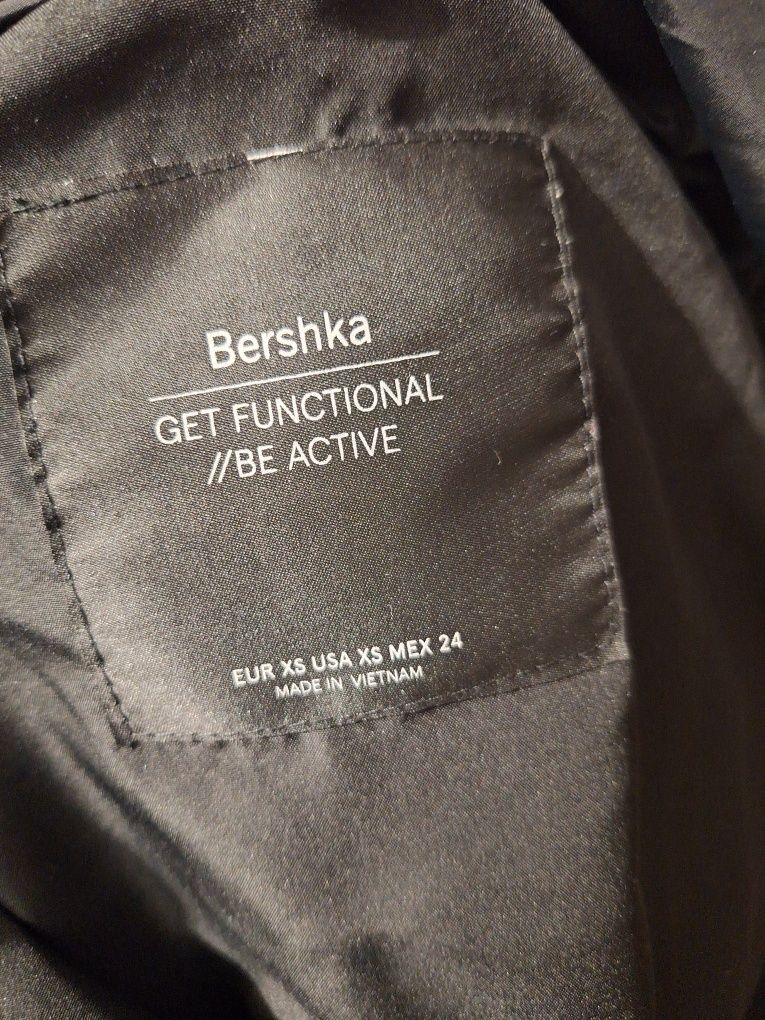 Bershka
GET FUNCTIONAL
//BE ACTIVE
EUR XS USA XS MEX 24
MADE IN VIETNAM